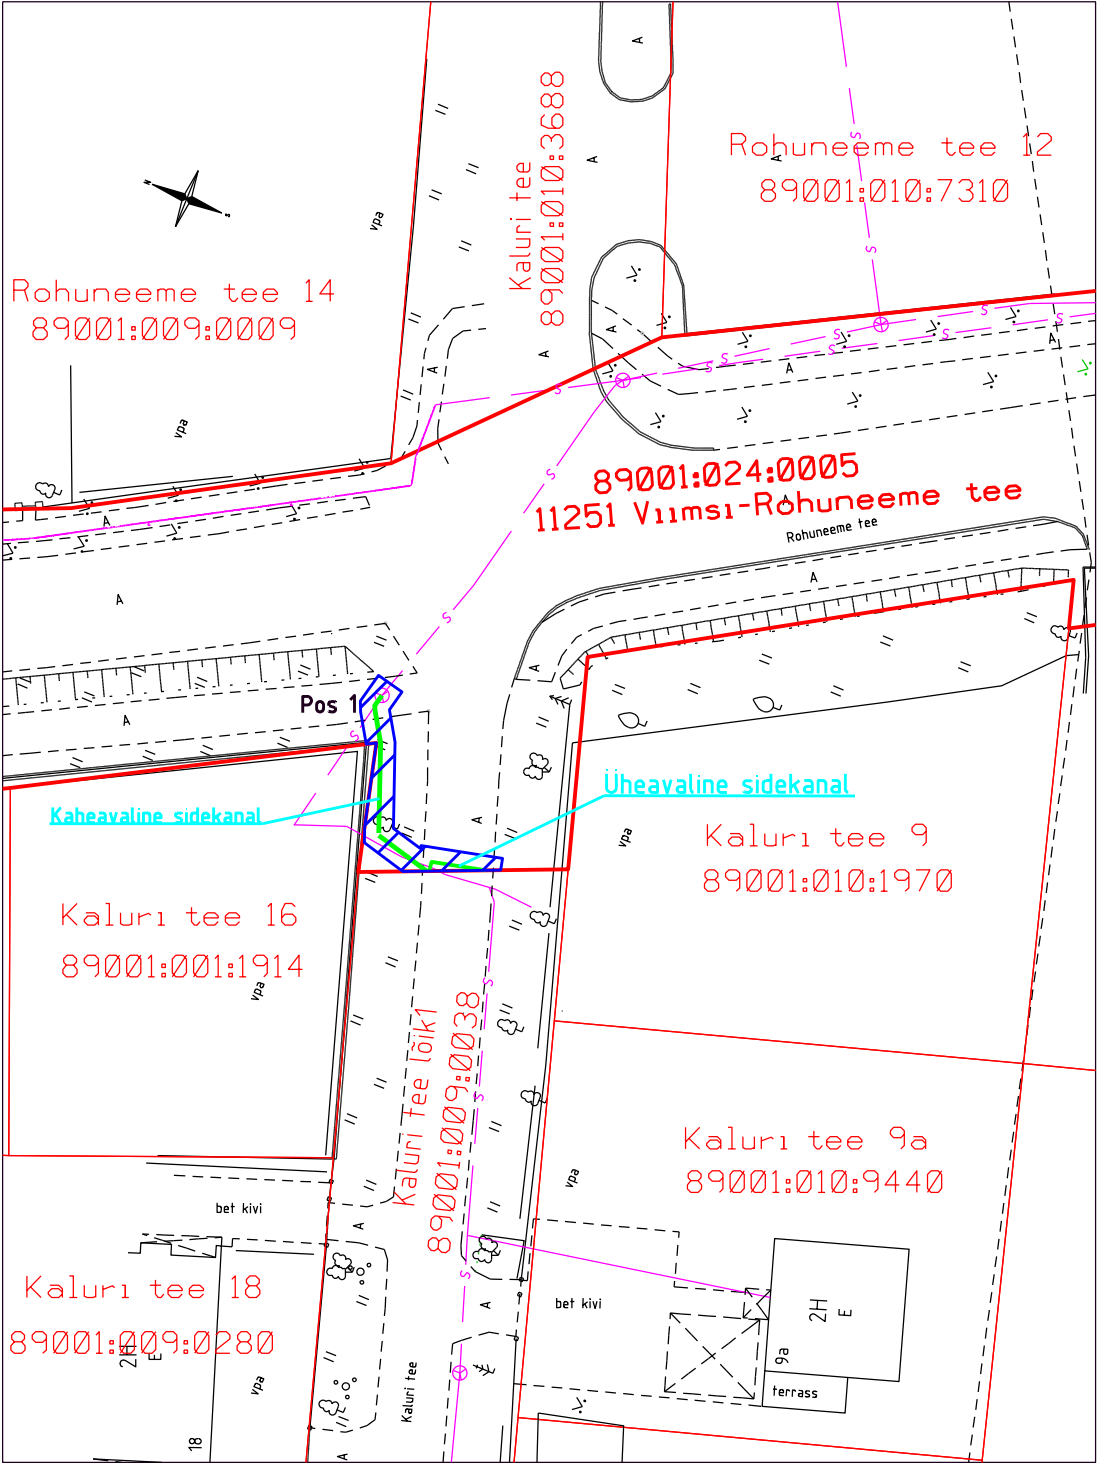 Kaluri tee
89001:010:3688
Rohuneeme tee 12
89001:010:7310
A
A
A
N
S
vpa
Rohuneeme tee 14
89001:009:0009
vpa
A
A
A
A
A
S
S
S
S
S
S
S
S
S
S
89001:024:0005
11251 Viimsi-Rohuneeme tee
A
Rohuneeme tee
A
A
A
S
A
Pos 1
A
S
Üheavaline sidekanal
Kaheavaline sidekanal
A
vpa
Kaluri tee 9
89001:010:1970
Kaluri tee 16
89001:001:1914
vpa
S
Kaluri tee lõik1
89001:009:0038
S
Kaluri tee 9a
89001:010:9440
vpa
bet kivi
A
S
A
bet kivi
2H
E
9a
terrass
Kaluri tee 18
89001:009:0280
2H
E
vpa
Kaluri tee
18
A